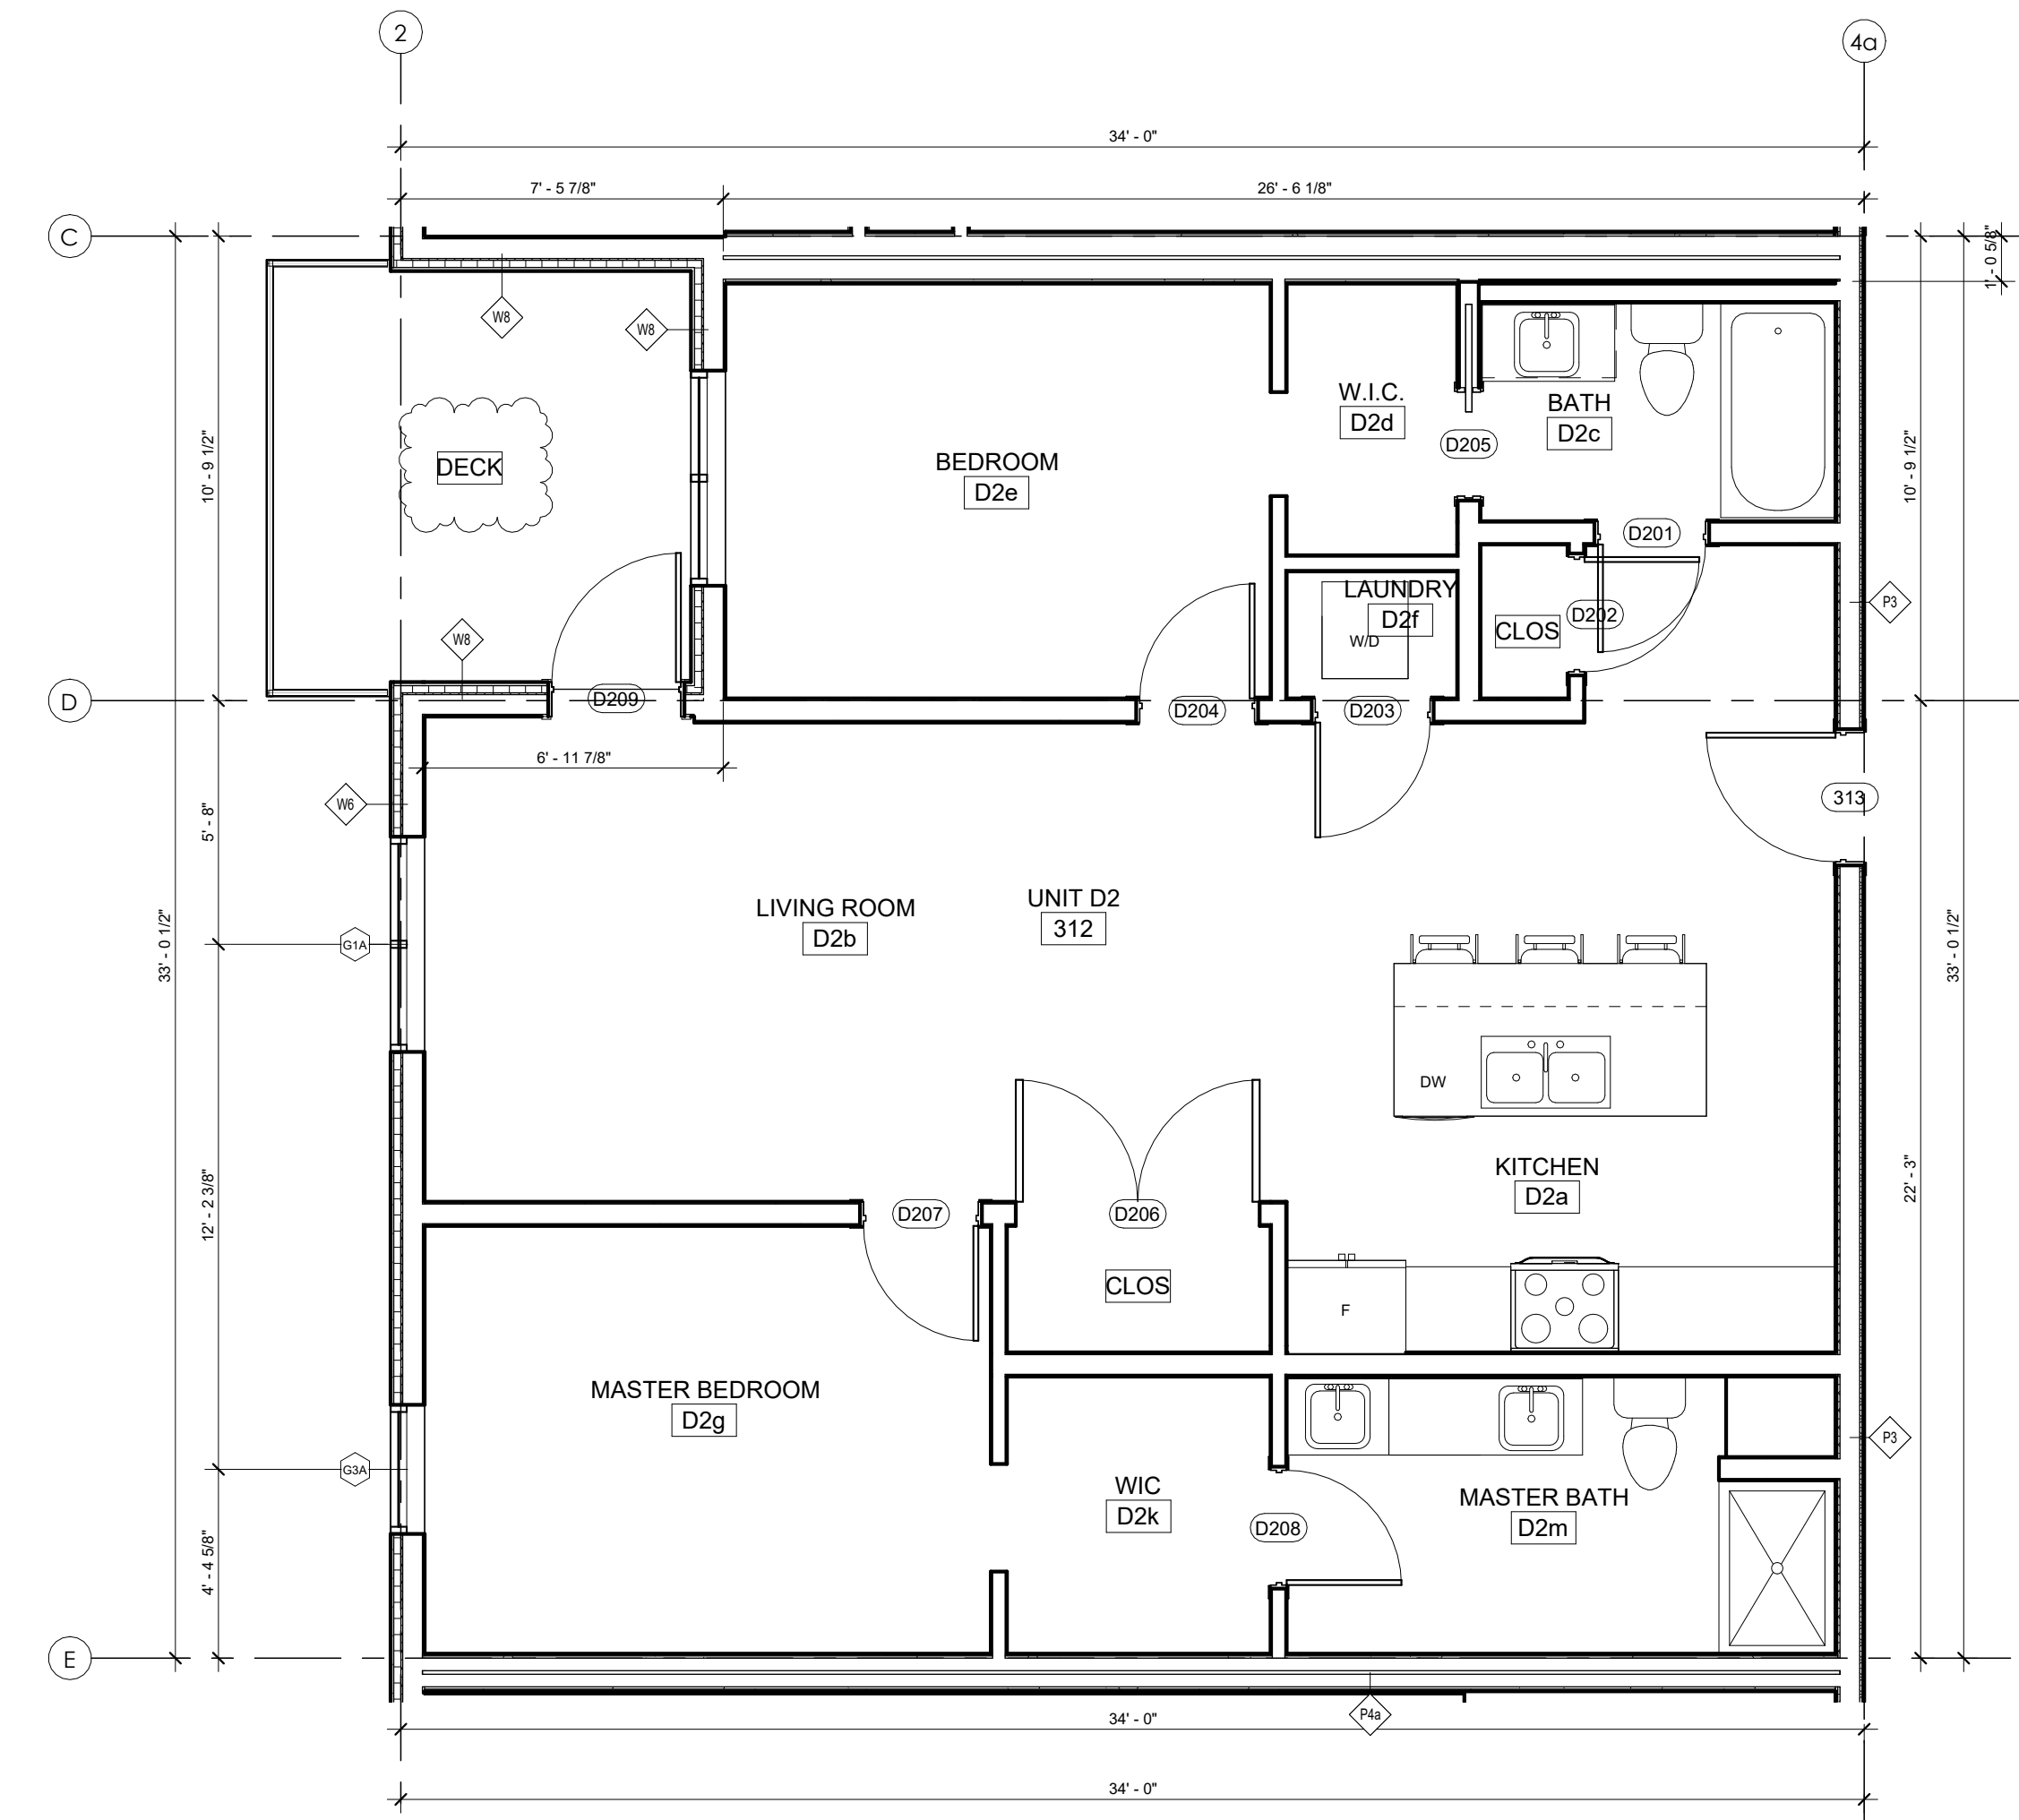 2
4a
34' - 0"
7' - 5 7/8"
26' - 6 1/8"
C
1' - 0 5/8"
W8
W8
W.I.C.
D2d
BATH
D2c
D205
10' - 9 1/2"
DECK
BEDROOM
D2e
10' - 9 1/2"
D201
LAUNDRY
D2f
W/D
CLOS
D202
P3
W8
D
D209
D204
D203
6' - 11 7/8"
W6
313
5' - 8"
LIVING ROOM
D2b
UNIT D2
312
33' - 0 1/2"
G1A
33' - 0 1/2"
DW
KITCHEN
D2a
22' - 3"
12' - 2 3/8"
D207
D206
CLOS
F
MASTER BEDROOM
D2g
P3
G3A
WIC
D2k
MASTER BATH
D2m
D208
4' - 4 5/8"
E
P4a
34' - 0"
34' - 0"